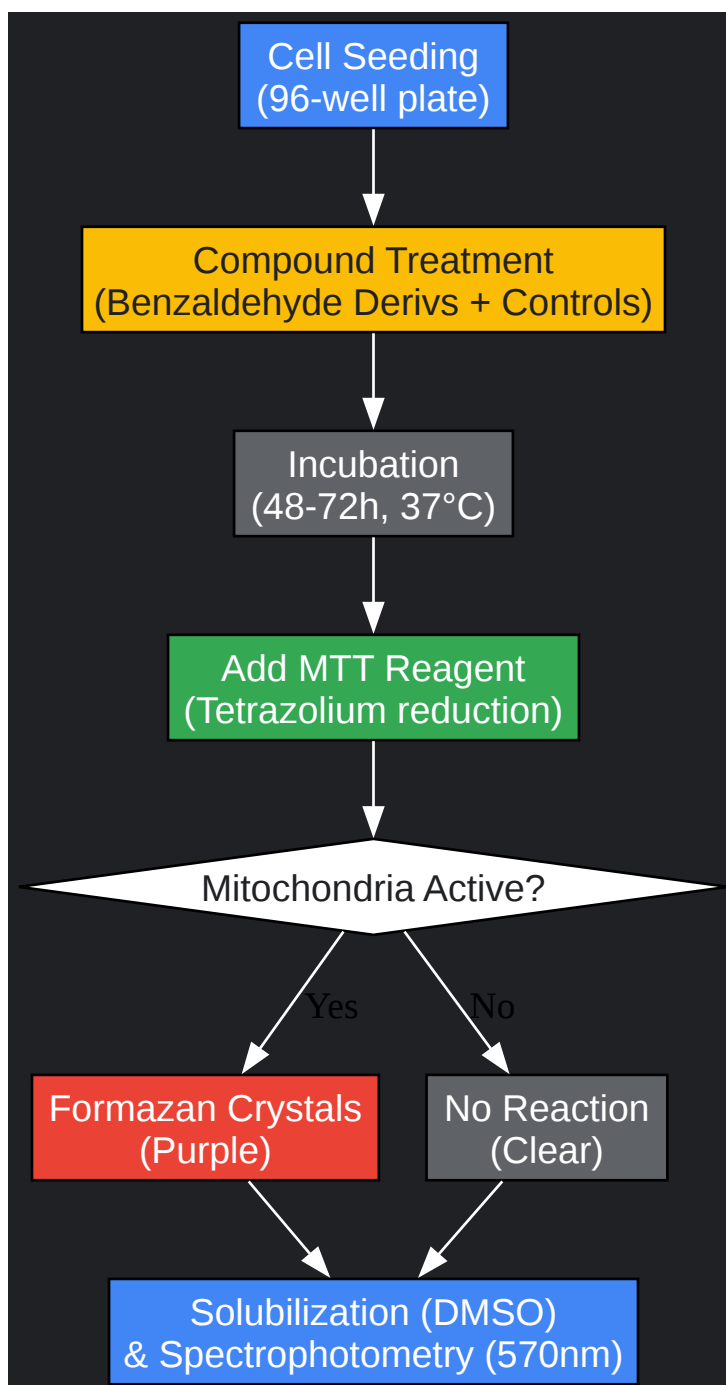 Cell Seeding
(96-well plate)
Compound Treatment
(Benzaldehyde Derivs + Controls)
Incubation
(48-72h, 37°C)
Add MTT Reagent
(Tetrazolium reduction)
Mitochondria Active?
Yes
No
Formazan Crystals
(Purple)
No Reaction
(Clear)
Solubilization (DMSO)
& Spectrophotometry (570nm)